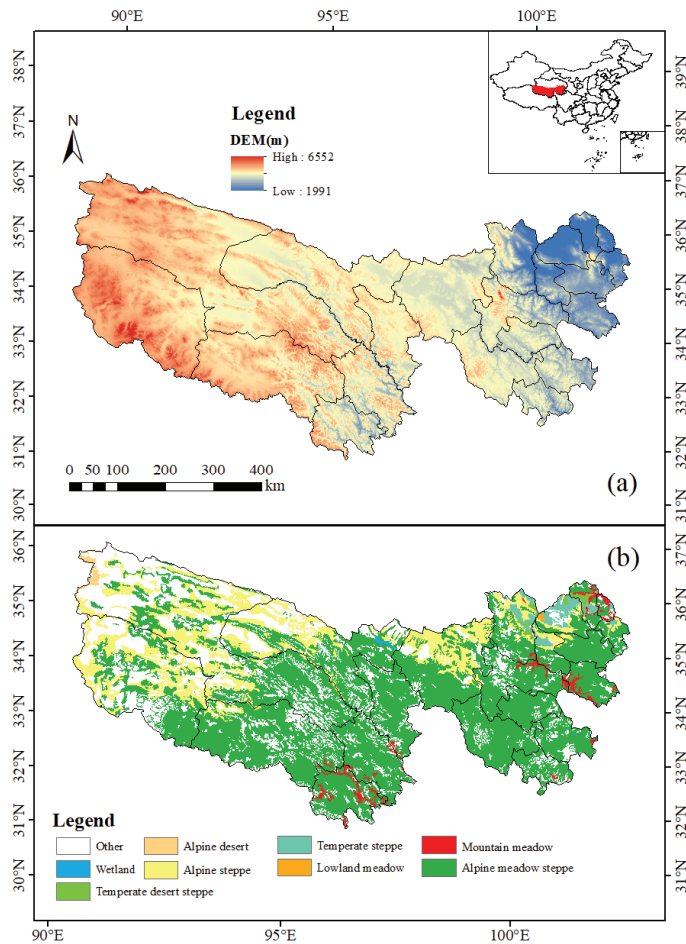 90°E 95°E 100°E
38°N
37°N
36°N
35°N
34°N
33°N
32°N
31°N
30°N
39°N
38°N
37°N
36°N
35°N
34°N
33°N
32°N
31°N
N
Legend
DEM(m)
High : 6552
Low : 1991
0 50 100 200 300 400
km
(a)
(b)
36°N
35°N
34°N
33°N
32°N
31°N
30°N
37°N
36°N
35°N
34°N
33°N
32°N
31°N
Legend
Other
Alpine desert
Temperate steppe
Mountain meadow
Wetland
Alpine steppe
Lowland meadow
Alpine meadow steppe
Temperate desert steppe
90°E 95°E 100°E